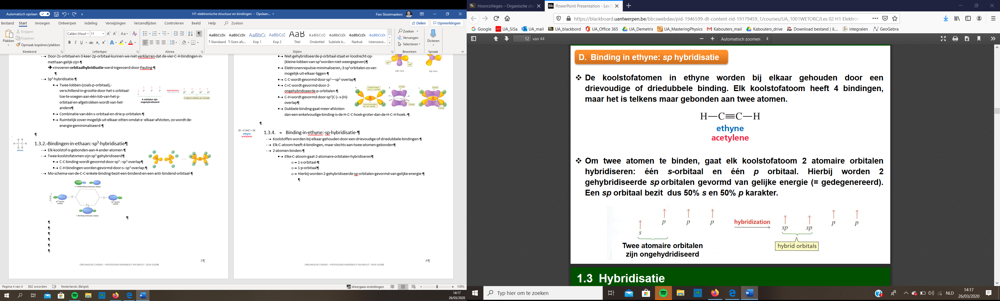 Automatisch opslaan
H1-elektronische structuur en bindingen - Opslaan...
Fien Slootmaekers
Bestand Start Invoegen Ontwerpen Indeling Verwijzingen Verzendlijsten Controleren Beeld Help Zoeken
Delen Opmerkingen
Plakken
Knippen
Kopiëren
Opmaak kopiëren/plakken
Klembord
Calibri (Hoof 11
Lettertype
Alinea
AaBbCcDc AaBbCcDc AaBbCc AaBbCcD AaB AaBbCcD AaBbCcDt AaBbCcDt AaBbCcDt
¶ Standaard ¶ Geen afs... Kop 1 Kop 2 Titel Ondertitel Subtiele b... Nadruk Intensieve...
Stijlen
Zoeken
Vervangen
Selecteren
Bewerken
Dicteren
Spraak
Door 2s-orbitaal en 3 keer 2p-orbitaal kunnen we niet verklarren dat de vier C-H bindingen in
methaan gelijk zijn ¶
Invoeren orbitaalhybridisatie werd ingevoerd door Pauling ¶
¶
Sp³ hybridisatie ¶
Twee lobben (zoals p-orbitaal),
verschillend in grootte door het s-orbitaal
toe te voegen aan één lob van het p-
orbitaal en afgetrokken wordt van het
andere¶
hybridization
4 orbitalen zijn
ongehybridiseerd
4 hybrid orbitals are formed
Combinatie van één s-orbitaal en drie p-orbitalen ¶
Ruimtelijk zover mogelijk uit elkaar zitten omdat e⁻ elkaar afstoten, zo wordt de
energie geminimaliseerd ¶
¶
ethane
1.3.2. Bindingen in ethaan: sp³ hybridisatie¶
Elk koolstof is gebonden aan 4 ander atomen ¶
Twee koolstofatomen zijn sp³ gehybridiseerd¶
C-C binding wordt gevormd door sp³ - sp³ overlap¶
C-H bindingen worden gevormd door s - sp³ overlap ¶
Mo-schema van de C-C enkele binding bezit een bindend en een anti-bindend orbitaal ¶
σ* antibonding molecular orbital
Energy
sp³ atomic
orbital
sp³ atomic
orbital
σ bonding molecular orbital
¶
¶
¶
¶
¶
¶
¶
3¶
ORGANISCHE CHEMIE – PROFESSORS HERREBOUT EN SMOUT - 2019-2020¶
Niet gehybridiseerde p-orbitaal staat er loodrecht op
(kleine lobben van sp² worden niet weergegeven)¶
Elektronenrepulsie minimaliseren, 3 sp² orbitalen zo ver
mogelijk uit elkaar liggen ¶
side view
top view
C-C wordt gevormd door sp² — sp² overlap¶
C=C wordt gevormd door 2
ongehybridiseerde p-orbitalen ¶
C-H wordt gevormd door sp² (C) - s (H)
overlap¶
Dubbele binding gaat meer afstoten
dan een enkelvoudige binding is de H-C-C hoek groter dan de H-C-H hoek. ¶
¶
H—C≡C—H
ethyne
acetylene
1.3.4. Binding in ethyne: sp hybridisatie ¶
Koolstoffen worden bij elkaar gehouden door een drievoudige of driedubbele bindingen ¶
Elk C-atoom heeft 4 bindingen, maar slechts aan twee atomen gebonden¶
2 atomen binden:¶
Elke C-atoom gaat 2 atomaire orbitalen hybridiseren¶
1 s-orbitaal ¶
1 p-orbitaal¶
Hierbij worden 2 gehybridiseerde sp orbitalen gevormd van gelijke energie ¶
¶
4¶
ORGANISCHE CHEMIE – PROFESSORS HERREBOUT EN SMOUT - 2019-2020¶
Pagina 4 van 4 882 woorden Nederlands (België)
Weergave-instellingen
100%
14:17
26/03/2020
Hoorcolleges – Organische che
PowerPoint Presentation - Les 0
https://blackboard.uantwerpen.be/bbcswebdav/pid-1946599-dt-content-rid-19179459_1/courses/UA_1001WETORC/Les 02 H1 Elektron
Google UA_SiSa UA_mail UA_blackbord UA_Office 365 UA_Demetris UA_MasteringPhysics Kabouters_mail Kabouters_drive Download bestand | iL... integralen GeoGebra
12 van 44
Automatisch zoomen
D. Binding in ethyne: sp hybridisatie
❖ De koolstofatomen in ethyne worden bij elkaar gehouden door een
drievoudige of driedubbele binding. Elk koolstofatoom heeft 4 bindingen,
maar het is telkens maar gebonden aan twee atomen.
H—C≡C—H
ethyne
acetylene
❖ Om twee atomen te binden, gaat elk koolstofatoom 2 atomaire orbitalen
hybridiseren: één s-orbitaal en één p orbitaal. Hierbij worden 2
gehybridiseerde sp orbitalen gevormd van gelijke energie (= gedegenereerd).
Een sp orbitaal bezit dus 50% s en 50% p karakter.
s p p p
hybridization
sp sp p p
Twee atomaire orbitalen
zijn ongehydridiseerd
hybrid orbitals
1.3 Hybridisatie
Typ hier om te zoeken
NLD
14:17
26/03/2020